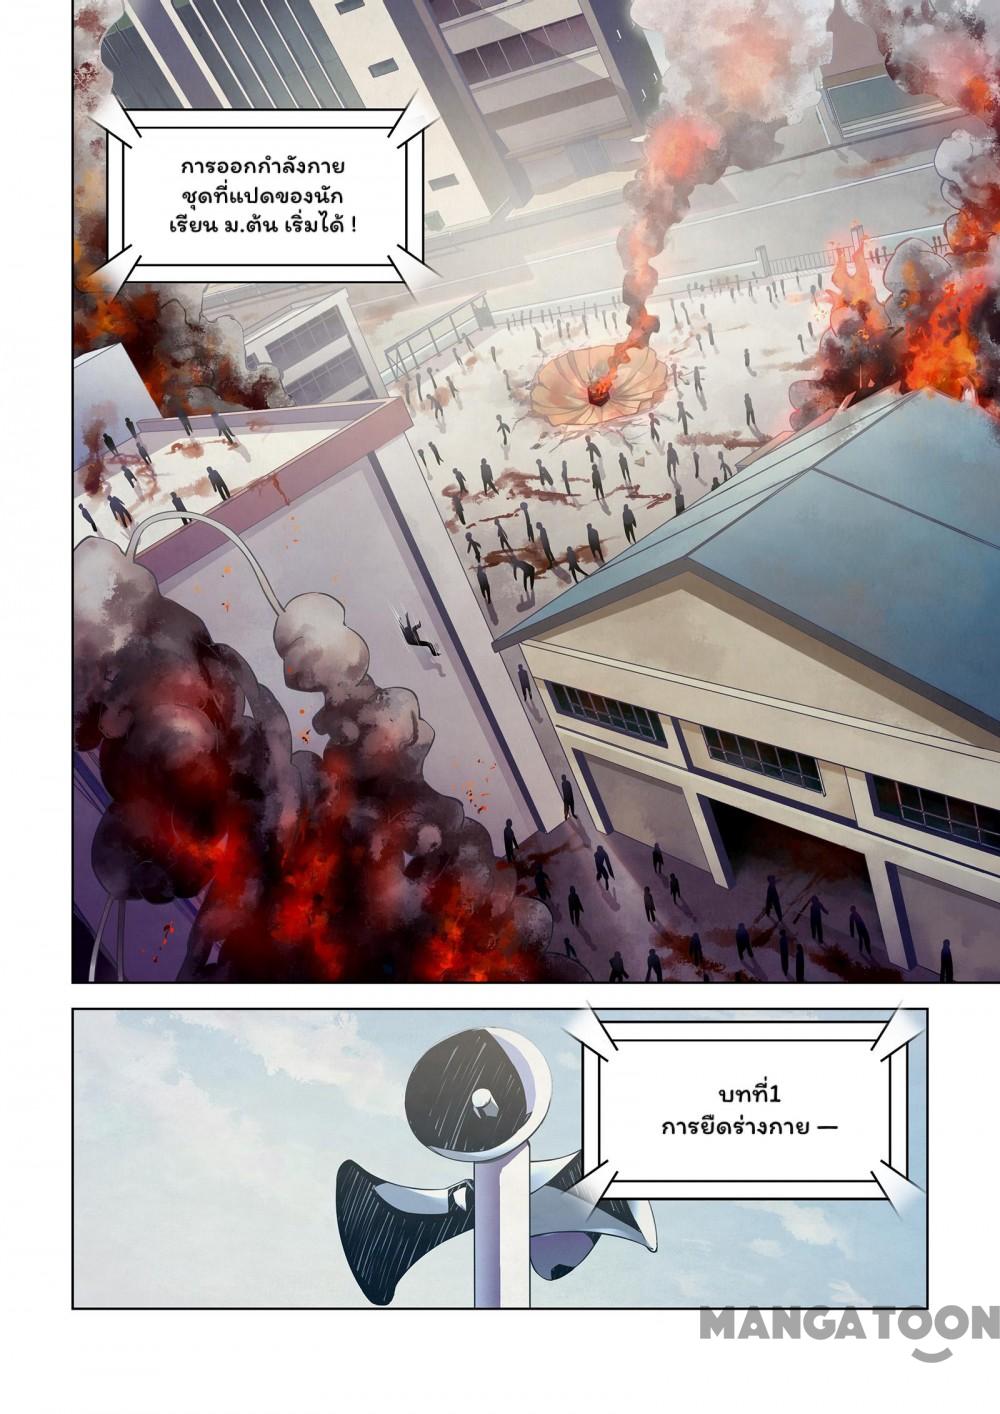 การออกกำลังกาย
ชุดที่แปดของนัก
เรียน ม.ต้น เริ่มได้ !
บทที่1
การยืดร่างกาย —
MANGATOON